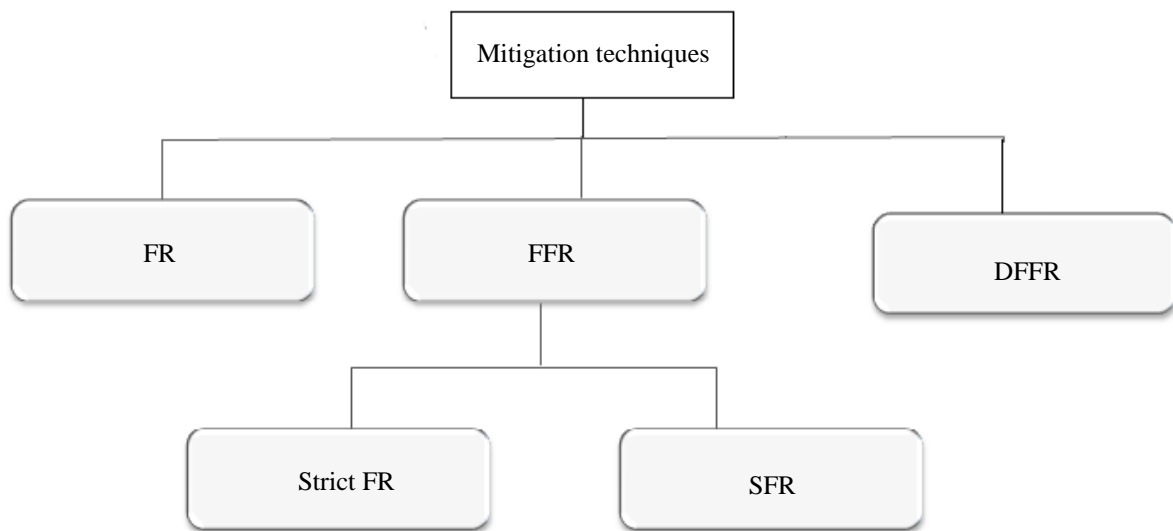 Mitigation techniques
FR
FFR
DFFR
Strict FR
SFR